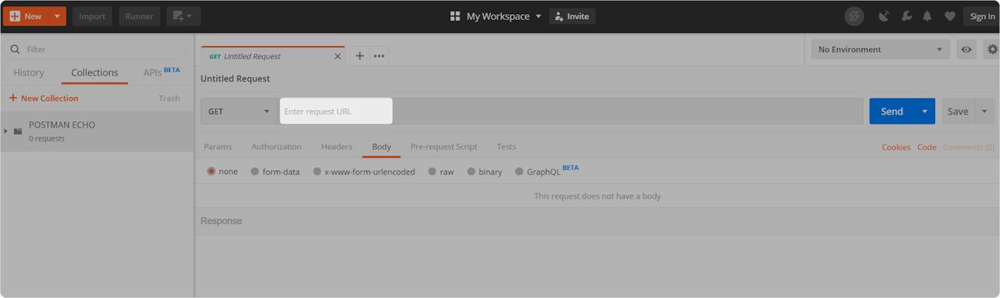 New Import Runner My Workspace Invite Sign In
Filter
GET Untitled Request
No Environment
History Collections APIs BETA
Untitled Request
New Collection Trash
GET Enter request URL Send Save
POSTMAN ECHO
0 requests
Params Authorization Headers Body Pre-request Script Tests Cookies Code Comments (0)
none form-data x-www-form-urlencoded raw binary GraphQL BETA
This request does not have a body
Response